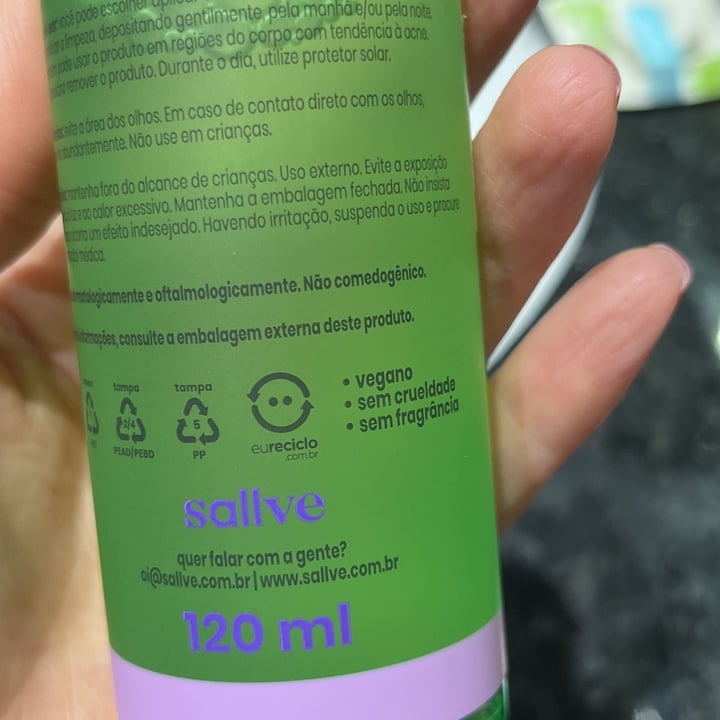 você pode escolher
a limpeza, depositando gentilmente, pela manhã e/ou pela noite.
pode usar o produto em regiões do corpo com tendência à acne.
remover o produto. Durante o dia, utilize protetor solar.
evite a área dos olhos. Em caso de contato direto com os olhos,
abundantemente. Não use em crianças.
mantenha fora do alcance de crianças. Uso externo. Evite a exposição
e ao calor excessivo. Mantenha a embalagem fechada. Não insista
um efeito indesejado. Havendo irritação, suspenda o uso e procure
médica.
e oftalmologicamente. Não comedogênico.
consulte a embalagem externa deste produto.
tampa
tampa
2/4
5
PEAD/PEBD
PP
eureciclo
.com.br
• vegano
• sem crueldade
• sem fragrância
sallve
quer falar com a gente?
oi@sallve.com.br | www.sallve.com.br
120 ml